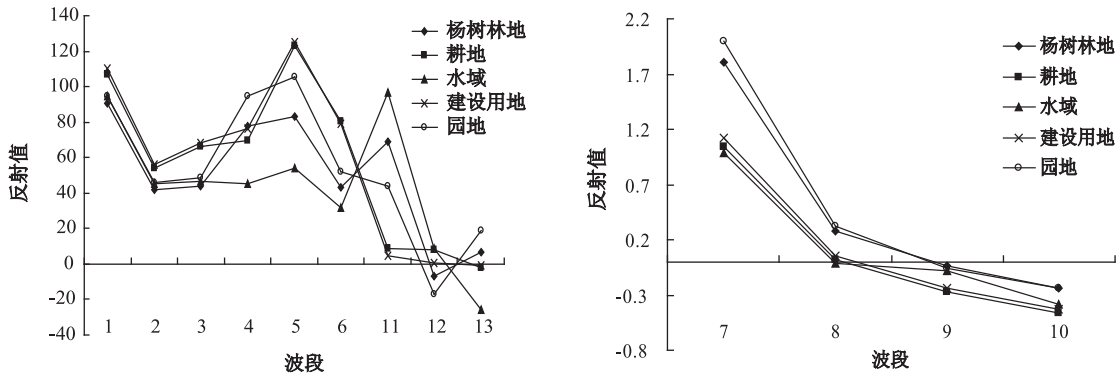 140
120
100
80
60
40
20
0
-20
-40
反射值
1 2 3 4 5 6 11 12 13
波段
杨树林地
耕地
水域
建设用地
园地
2.2
1.7
1.2
0.7
0.2
-0.3
-0.8
反射值
7 8 9 10
波段
杨树林地
耕地
水域
建设用地
园地